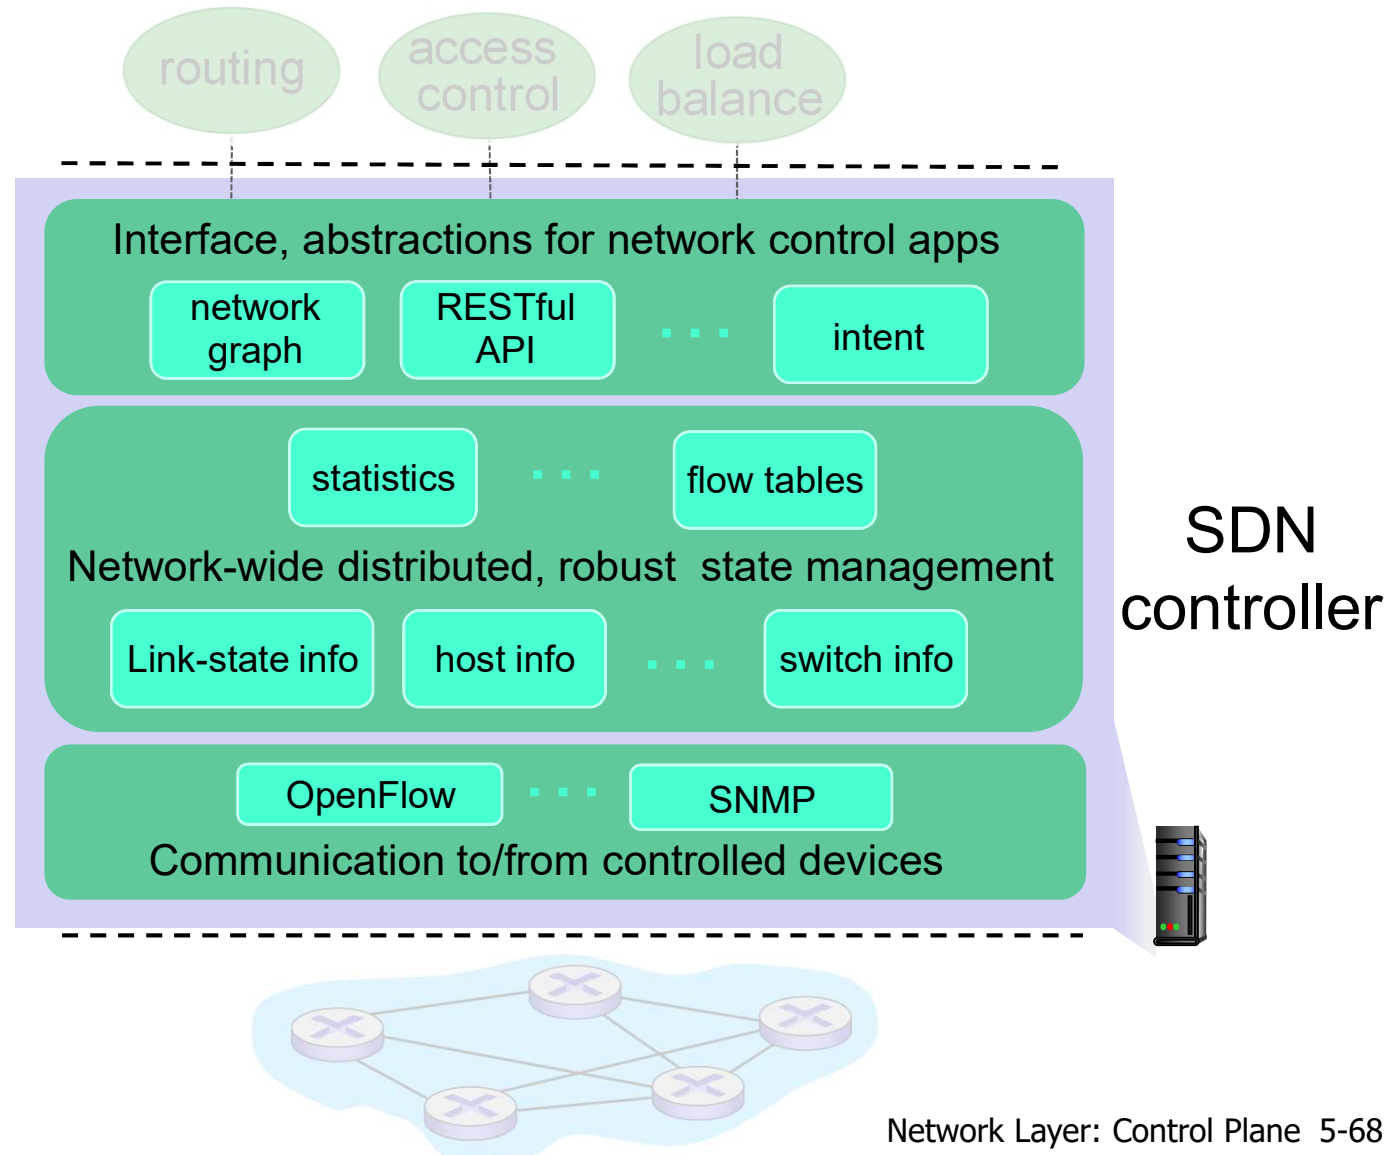 routing
access
control
load
balance
Interface, abstractions for network control apps
network
graph
RESTful
API
. . .
intent
statistics
. . .
flow tables
Network-wide distributed, robust  state management
Link-state info
host info
. . .
switch info
OpenFlow
. . .
SNMP
Communication to/from controlled devices
SDN
controller
Network Layer: Control Plane  5-68